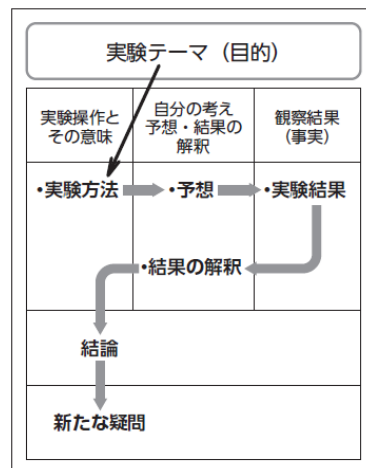 実験テーマ（目的）
実験操作と
その意味
自分の考え
予想・結果の
解釈
観察結果
（事実）
・実験方法
・予想
・実験結果
・結果の解釈
結論
新たな疑問